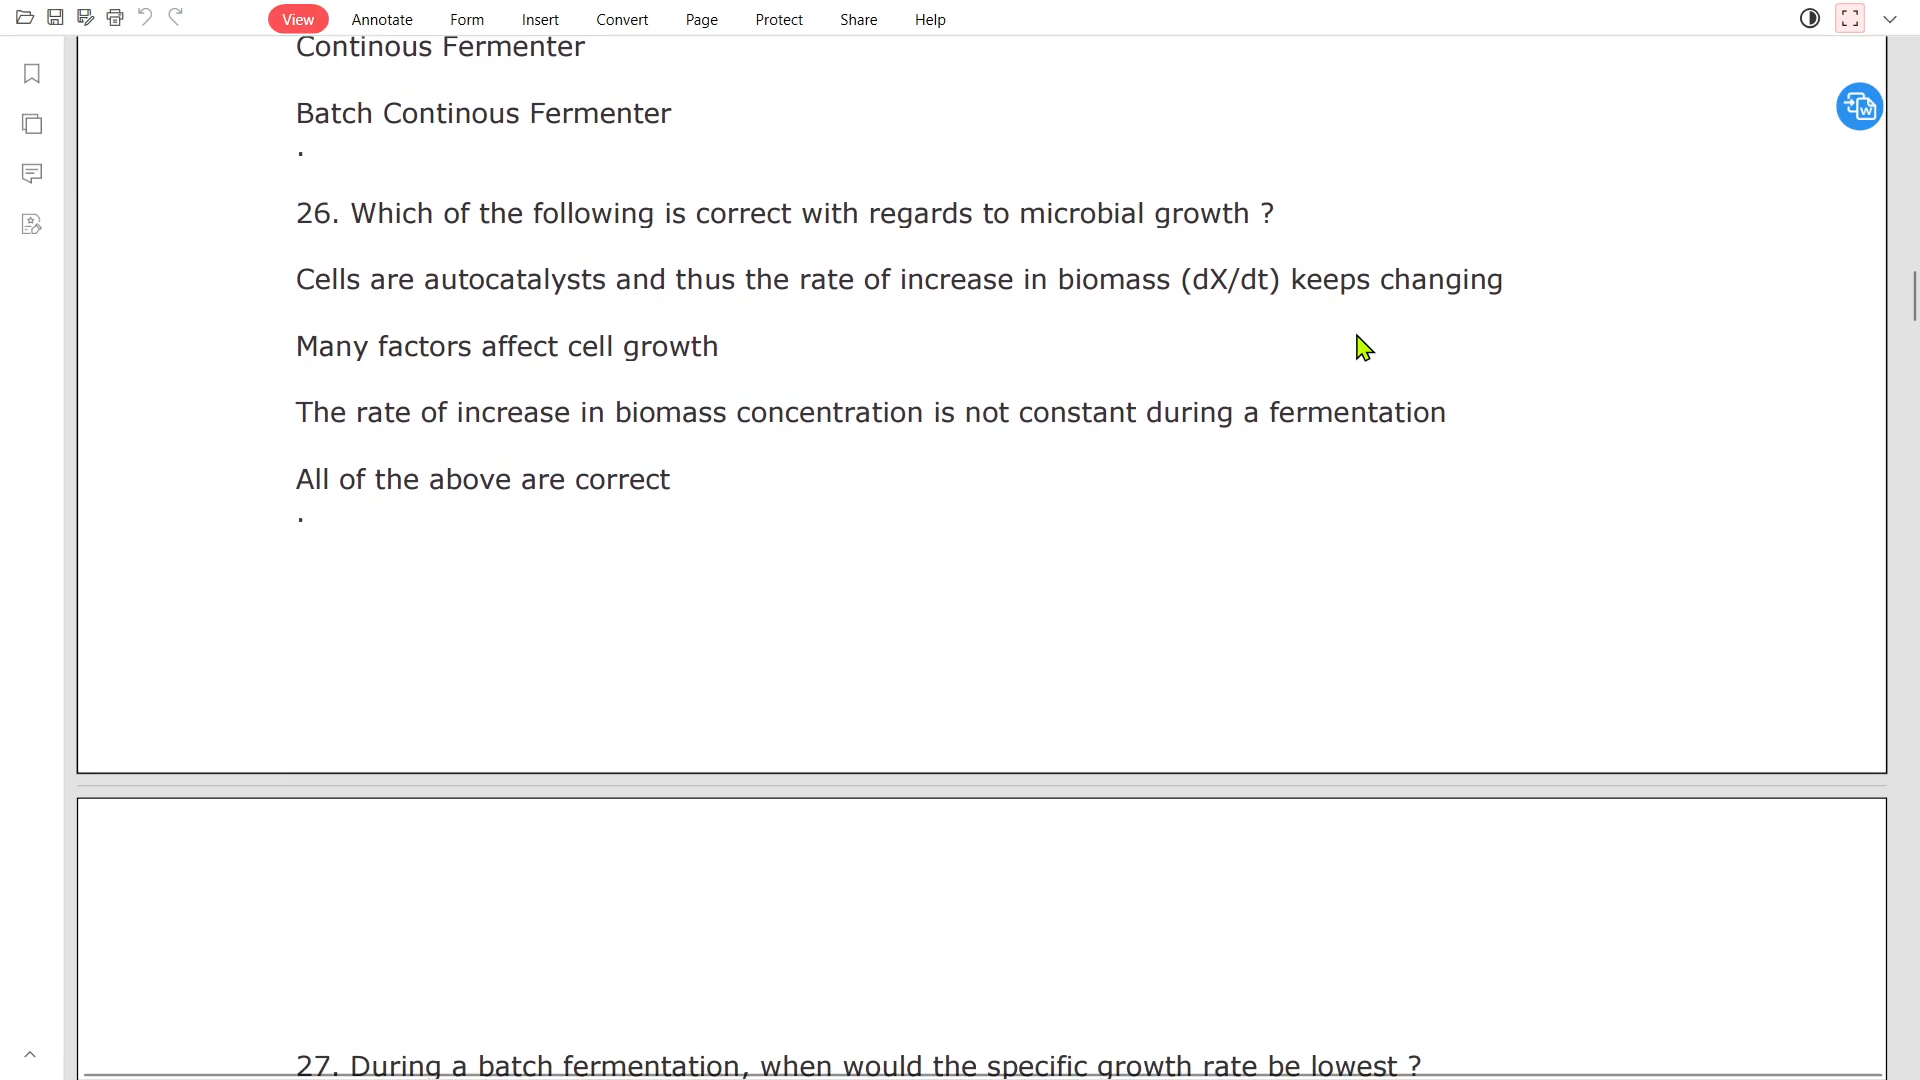 View Annotate Form Insert Convert Page Protect Share Help
Continous Fermenter
Batch Continous Fermenter
.
26. Which of the following is correct with regards to microbial growth ?
Cells are autocatalysts and thus the rate of increase in biomass (dX/dt) keeps changing
Many factors affect cell growth
The rate of increase in biomass concentration is not constant during a fermentation
All of the above are correct
.
27. During a batch fermentation, when would the specific growth rate be lowest ?